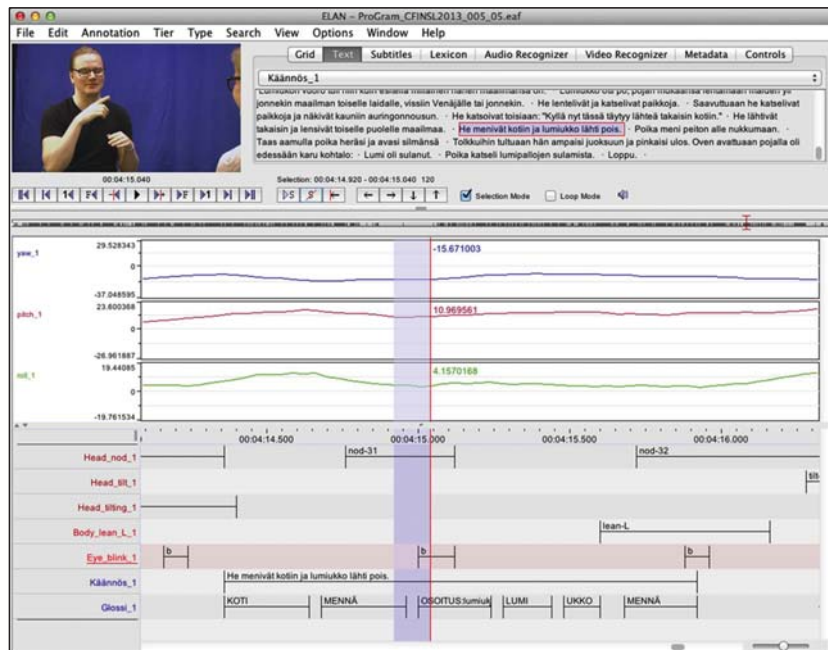 ELAN - ProGram_CFINSL2013_005_05.eaf
File Edit Annotation Tier Type Search View Options Window Help
Grid Text Subtitles Lexicon Audio Recognizer Video Recognizer Metadata Controls
Käännös_1
jonnekin maailman toiselle laidalle, vissiin Venäjälle tai jonnekin. · He lentelivät ja katselivat paikkoja. · Saavuttuaan he katselivat
paikkoja ja näkivät kauniin auringonnousun. · He katsoivat toisiaan: "Kyllä nyt tässä täytyy lähteä takaisin kotiin." · He lähtivät
takaisin ja lensivät toiselle puolelle maailmaa. · He menivät kotiin ja lumiukko lähti pois. · Poika meni peiton alle nukkumaan. ·
Taas aamulla poika heräsi ja avasi silmänsä · Tolkkuihin tultuaan hän ampaisi juoksuun ja pinkaisi ulos. Oven avattuaan pojalla oli
edessään karu kohtalo: · Lumi oli sulanut. · Poika katseli lumipallojen sulamista. · Loppu. ·
00:04:15.040
Selection: 00:04:14.920 - 00:04:15.040 120
Selection Mode Loop Mode
yaw_1 29.528343 0 -37.048595 -15.671003
pitch_1 23.600368 0 -26.961687 10.969561
roll_1 19.44085 0 -19.761534 4.1570168
00:04:14.500 00:04:15.000 00:04:15.500 00:04:16.000
Head_nod_1 nod-31 nod-32
Head_tilt_1
Head_tilting_1
Body_lean_L_1 lean-L
Eye_blink_1 b b b
Käännös_1 He menivät kotiin ja lumiukko lähti pois.
Glossi_1 KOTI MENNÄ OSOITUS:lumiuk LUMI UKKO MENNÄ